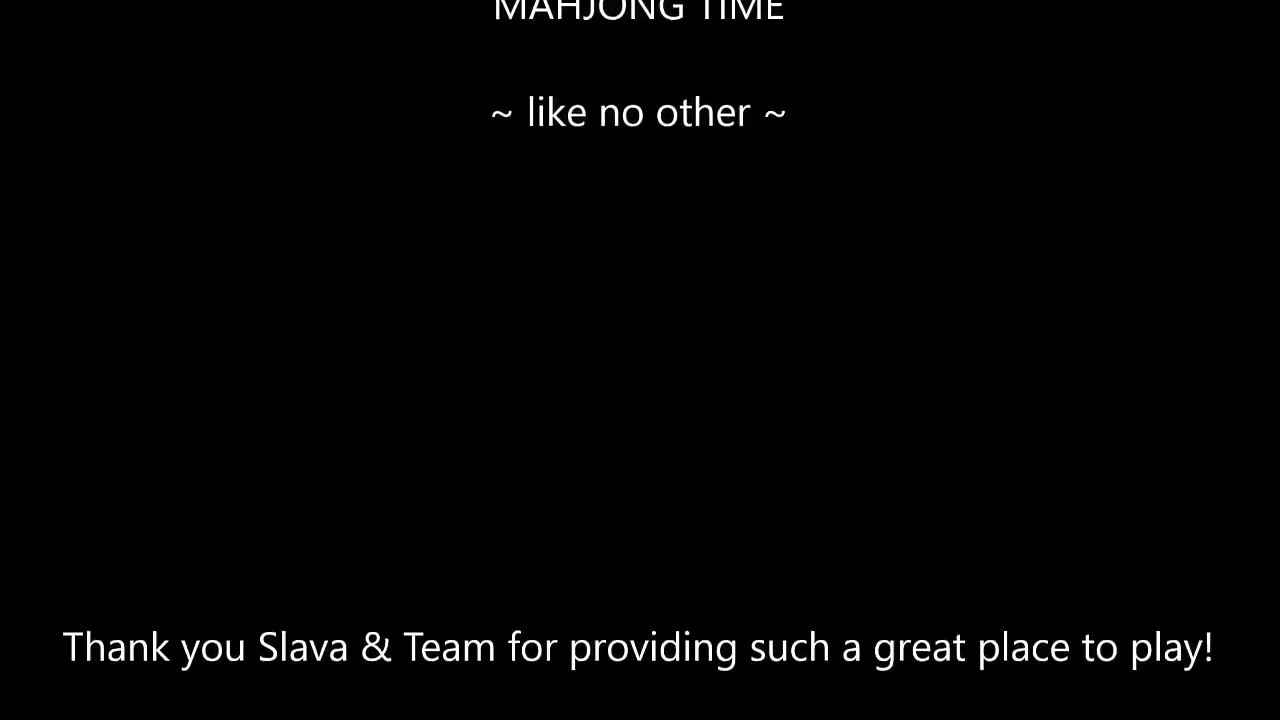 MAHJONG TIME
~ like no other ~
Thank you Slava & Team for providing such a great place to play!